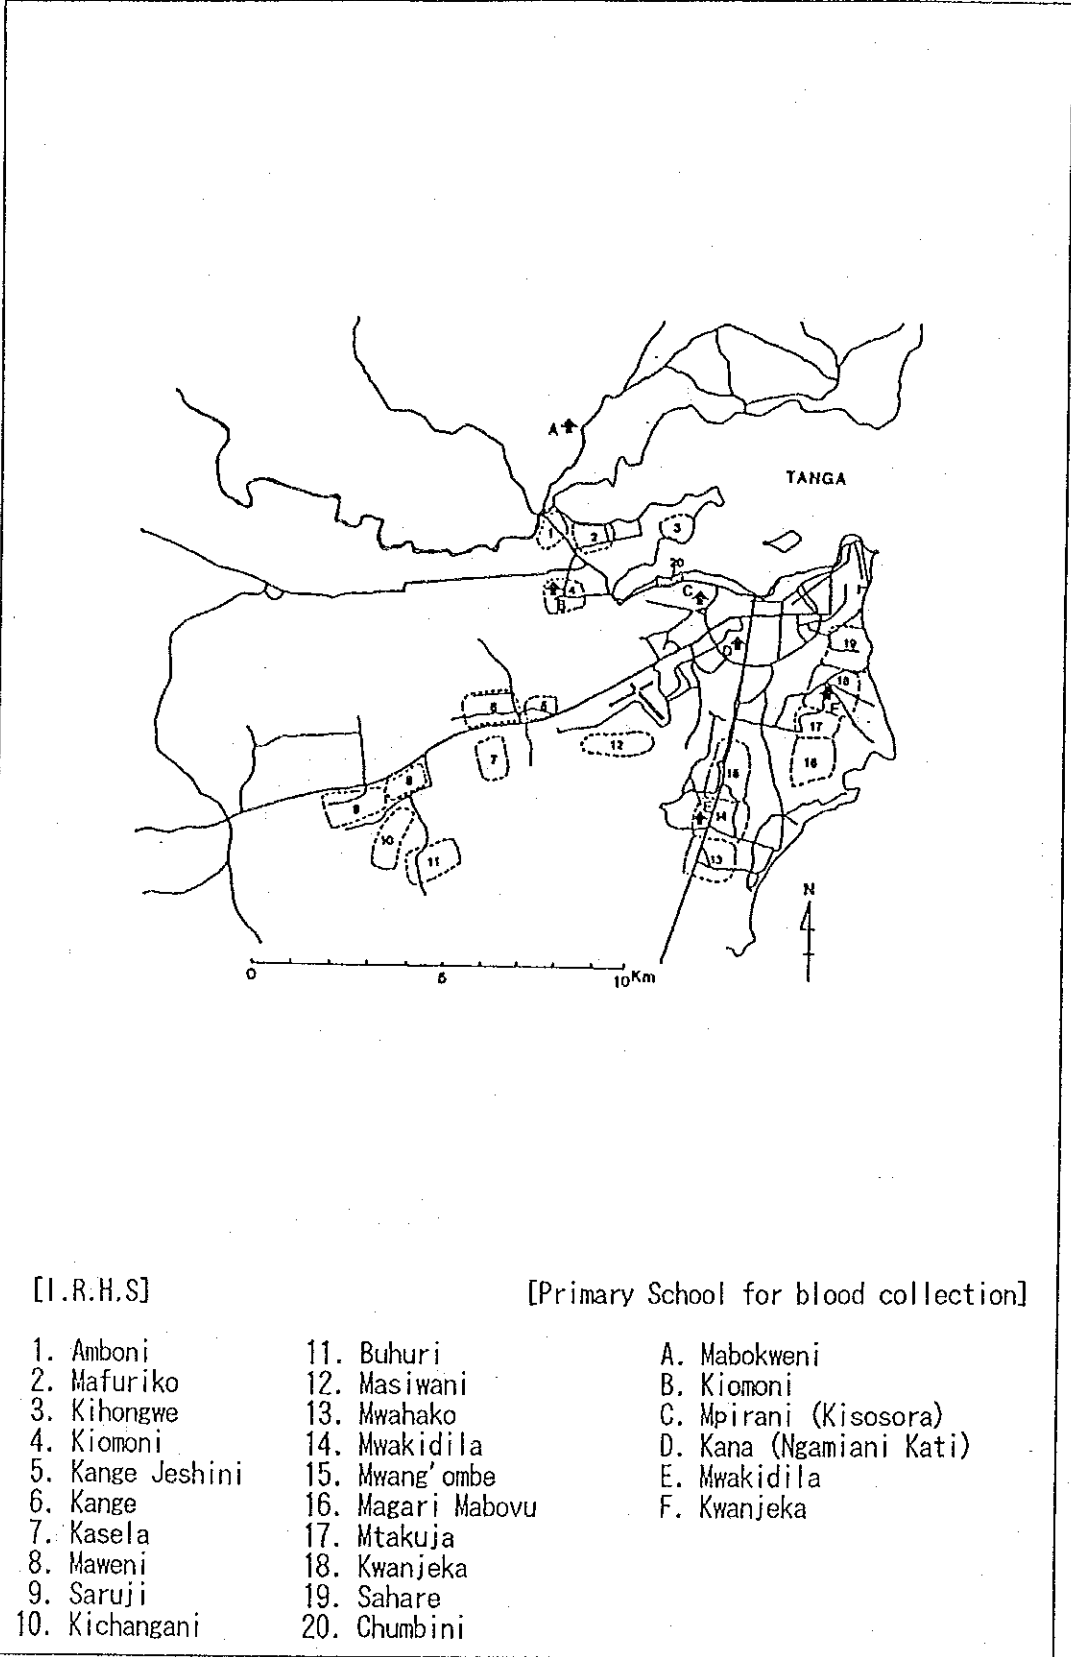 A
TANGA
1
2
3
20
4
B
C
D
19
18
F
17
16
6
5
7
12
15
8
9
E
14
10
11
13
N
0 5 10Km
[I.R.H.S] [Primary School for blood collection]
1. Amboni 11. Buhuri A. Mabokweni
2. Mafuriko 12. Masiwani B. Kiomoni
3. Kihongwe 13. Mwahako C. Mpirani (Kisosora)
4. Kiomoni 14. Mwakidila D. Kana (Ngamiani Kati)
5. Kange Jeshini 15. Mwang'ombe E. Mwakidila
6. Kange 16. Magari Mabovu F. Kwanjeka
7. Kasela 17. Mtakuja
8. Maweni 18. Kwanjeka
9. Saruji 19. Sahare
10. Kichangani 20. Chumbini